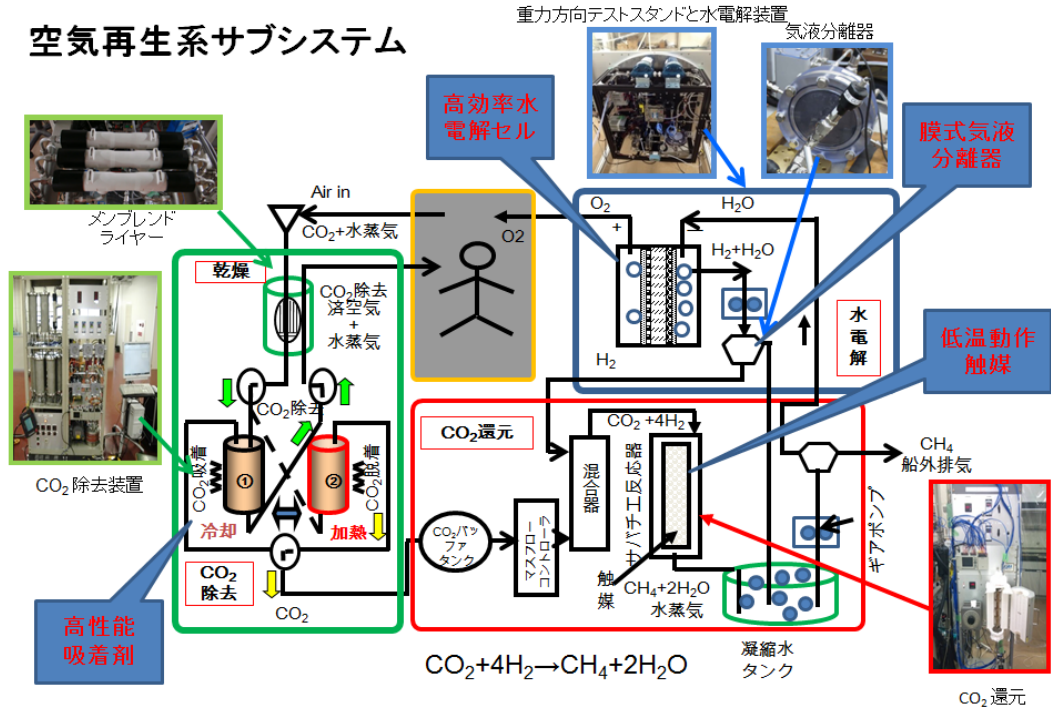 空気再生系サブシステム
重力方向テストスタンドと水電解装置
気液分離器
高効率水
電解セル
膜式気液
分離器
メンブレンド
ライヤー
Air in
CO₂+水蒸気
O2
O₂
+
H₂O
—
H₂+H₂O
H₂
水電解
低温動作
触媒
乾燥
CO₂除去
済空気
+
水蒸気
CO₂除去
CO₂除去装置
CO₂吸着
①
②
CO₂脱着
冷却
加熱
CO₂
除去
CO₂
高性能
吸着剤
CO₂還元
CO₂+4H₂
混合器
サバチエ反応器
CO₂バッ
ファ
タンク
マスフロー
コントローラ
触媒
CH₄+2H₂O
水蒸気
CH₄
船外排気
ギアポンプ
凝縮水
タンク
CO₂+4H₂→CH₄+2H₂O
CO₂還元